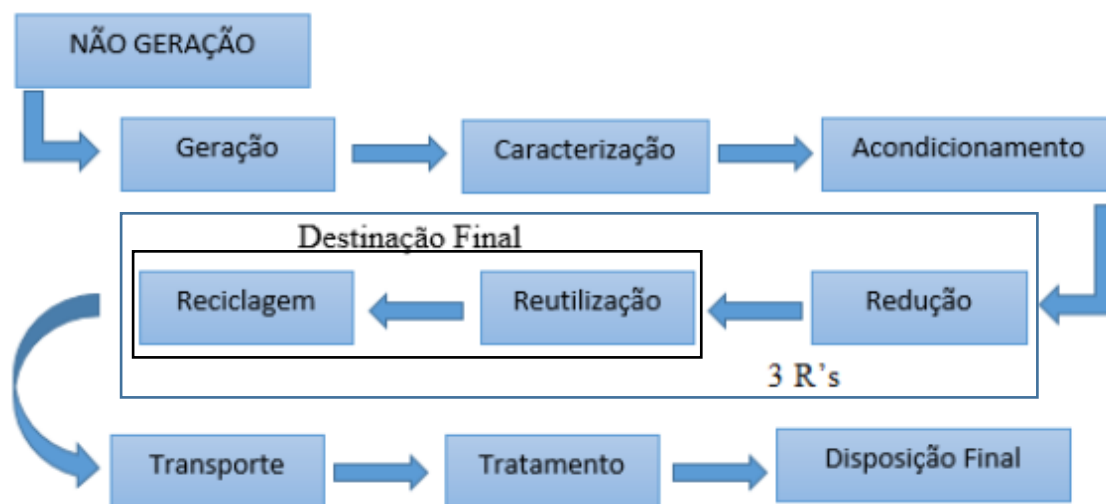 NÃO GERAÇÃO
Geração
Caracterização
Acondicionamento
Destinação Final
Reciclagem
Reutilização
Redução
3 R's
Transporte
Tratamento
Disposição Final